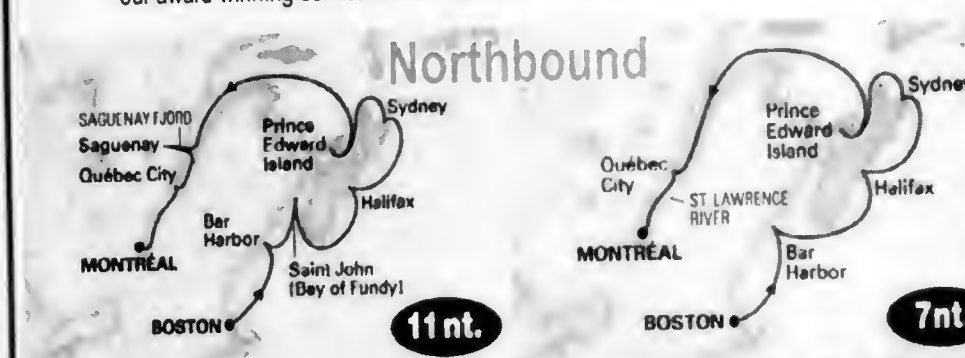 Northbound
SAGUENAY FJORD
Saguenay
Québec City
MONTRÉAL
Prince
Edward
Island
Sydney
Halifax
Bar
Harbor
Saint John
(Bay of Fundy)
BOSTON
11 nt.
Québec
City
ST LAWRENCE
RIVER
MONTRÉAL
Prince
Edward
Island
Sydney
Halifax
Bar
Harbor
BOSTON
7nt